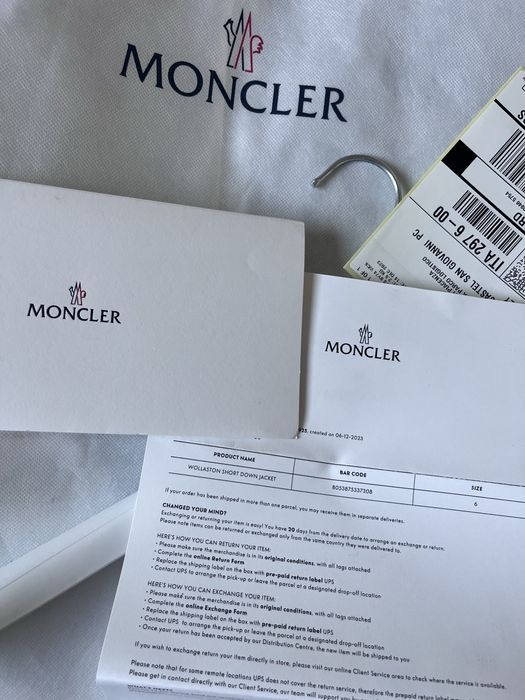 MONCLER
ITA 297 6-00
CASTEL SAN GIOVANNI PC
MONCLER
MONCLER
created on 06-12-2023
PRODUCT NAME BAR CODE SIZE
WOLLASTON SHORT DOWN JACKET 8053875337308 6
If your order has been shipped in more than one parcel, you may receive them in separate deliveries.
CHANGED YOUR MIND?
Exchanging or returning your item is easy! You have 20 days from the delivery date to arrange an exchange or return.
Please note items can be returned or exchanged only from the same country they were delivered to.
HERE'S HOW YOU CAN RETURN YOUR ITEM:
• Please make sure the merchandise is in its original conditions, with all tags attached
• Complete the online Return Form
• Replace the shipping label on the box with pre-paid return label UPS
• Contact UPS to arrange the pick-up or leave the parcel at a designated drop-off location
HERE'S HOW YOU CAN EXCHANGE YOUR ITEM:
• Please make sure the merchandise is in its original conditions, with all tags attached
• Complete the online Exchange Form
• Replace the shipping label on the box with pre-paid return label UPS
• Contact UPS to arrange the pick-up or leave the parcel at a designated drop-off location
• Once your return has been accepted by our Distribution Centre, the new item will be shipped to you
If you wish to exchange your item directly in store, please visit our online Client Service area to check where the service is available.
Please note that for some remote locations UPS does not cover the return service, therefore the prepaid return label may
Please get in contact directly with our Client Service, our team will support you